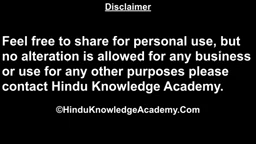 Disclaimer
Feel free to share for personal use, but
no alteration is allowed for any business
or use for any other purposes please
contact Hindu Knowledge Academy.
©HinduKnowledgeAcademy.Com